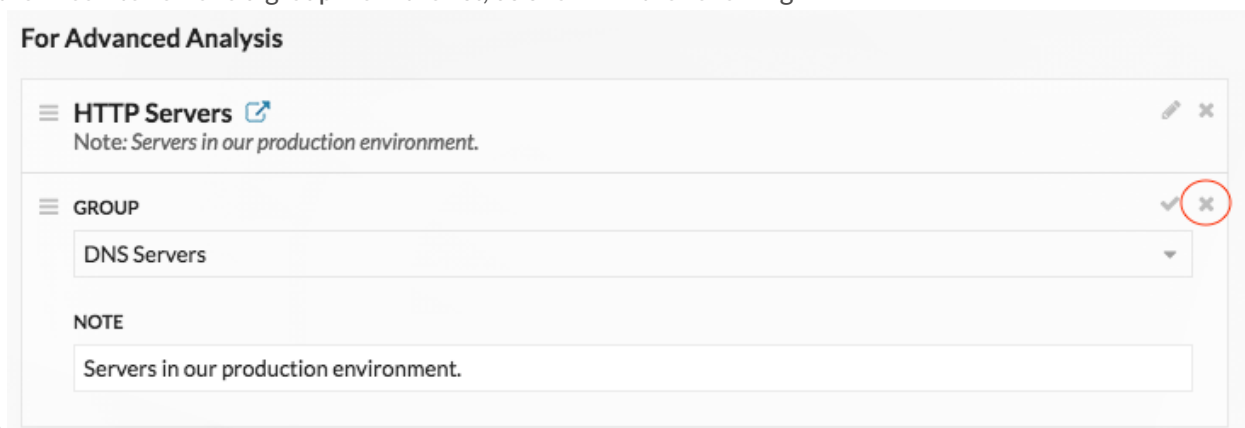 For Advanced Analysis
HTTP Servers
Note: Servers in our production environment.
GROUP
DNS Servers
NOTE
Servers in our production environment.